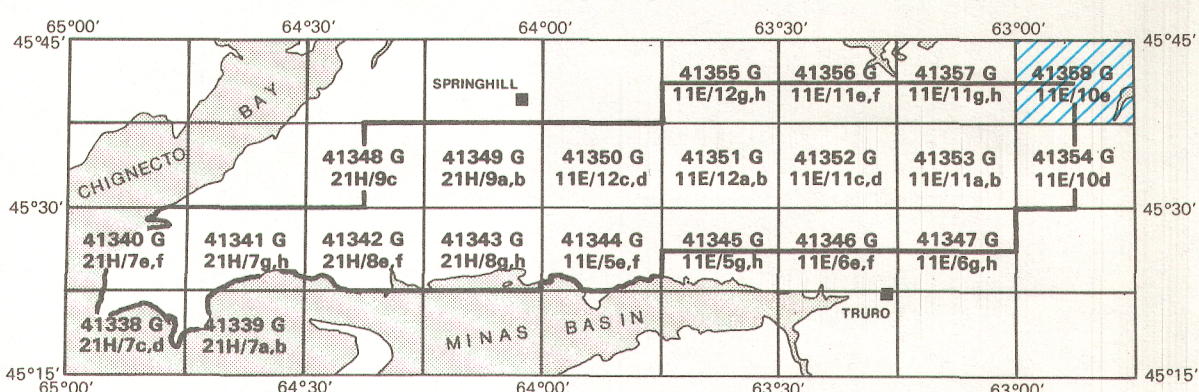 65°00′ 64°30′ 64°00′ 63°30′ 63°00′
45°45′ 45°45′
SPRINGHILL
41355 G 41356 G 41357 G 41358 G
11E/12g,h 11E/11e,f 11E/11g,h 11E/10e
CHIGNECTO BAY
41348 G 41349 G 41350 G 41351 G 41352 G 41353 G 41354 G
21H/9c 21H/9a,b 11E/12c,d 11E/12a,b 11E/11c,d 11E/11a,b 11E/10d
45°30′ 45°30′
41340 G 41341 G 41342 G 41343 G 41344 G 41345 G 41346 G 41347 G
21H/7e,f 21H/7g,h 21H/8e,f 21H/8g,h 11E/5e,f 11E/5g,h 11E/6e,f 11E/6g,h
TRURO
41338 G 41339 G
21H/7c,d 21H/7a,b
MINAS BASIN
45°15′ 45°15′
65°00′ 64°30′ 64°00′ 63°30′ 63°00′